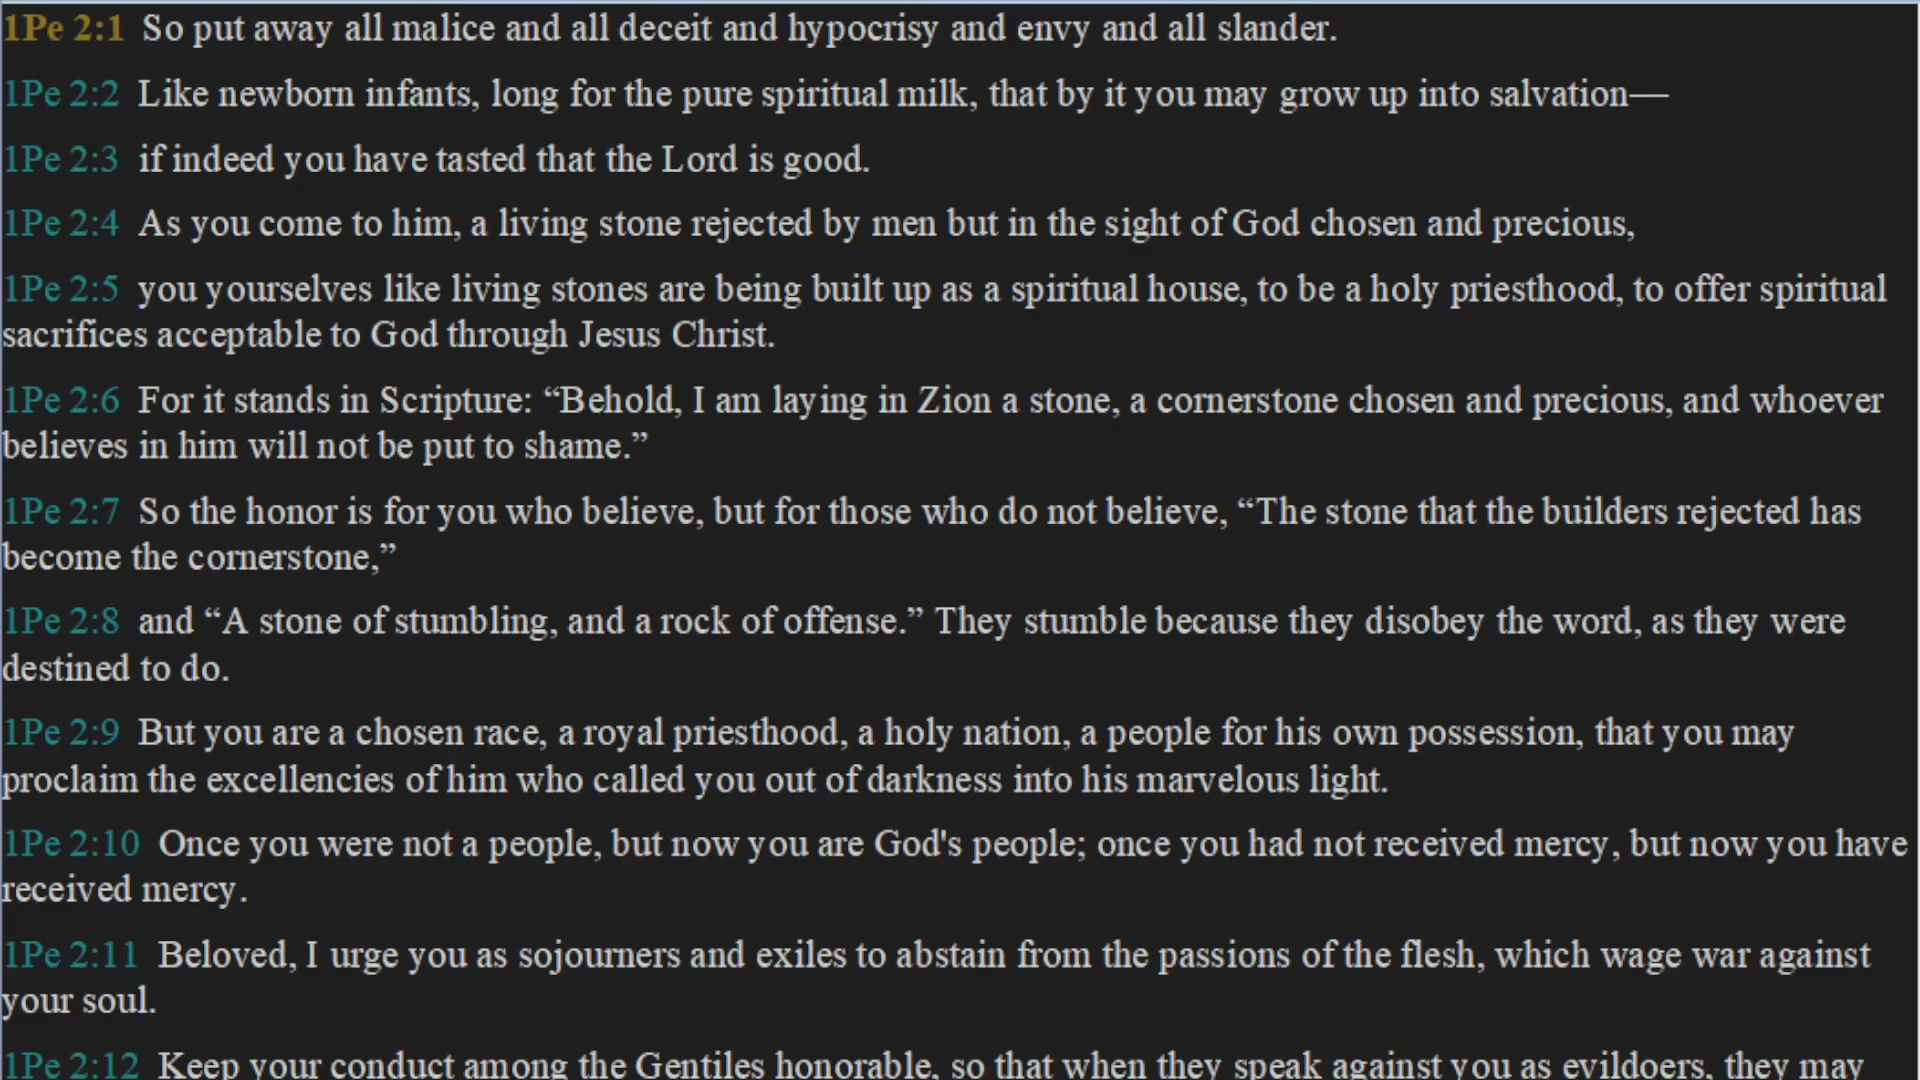 1Pe 2:1 So put away all malice and all deceit and hypocrisy and envy and all slander.
1Pe 2:2 Like newborn infants, long for the pure spiritual milk, that by it you may grow up into salvation—
1Pe 2:3 if indeed you have tasted that the Lord is good.
1Pe 2:4 As you come to him, a living stone rejected by men but in the sight of God chosen and precious,
1Pe 2:5 you yourselves like living stones are being built up as a spiritual house, to be a holy priesthood, to offer spiritual
sacrifices acceptable to God through Jesus Christ.
1Pe 2:6 For it stands in Scripture: “Behold, I am laying in Zion a stone, a cornerstone chosen and precious, and whoever
believes in him will not be put to shame.”
1Pe 2:7 So the honor is for you who believe, but for those who do not believe, “The stone that the builders rejected has
become the cornerstone,”
1Pe 2:8 and “A stone of stumbling, and a rock of offense.” They stumble because they disobey the word, as they were
destined to do.
1Pe 2:9 But you are a chosen race, a royal priesthood, a holy nation, a people for his own possession, that you may
proclaim the excellencies of him who called you out of darkness into his marvelous light.
1Pe 2:10 Once you were not a people, but now you are God's people; once you had not received mercy, but now you have
received mercy.
1Pe 2:11 Beloved, I urge you as sojourners and exiles to abstain from the passions of the flesh, which wage war against
your soul.
1Pe 2:12 Keep your conduct among the Gentiles honorable, so that when they speak against you as evildoers, they may